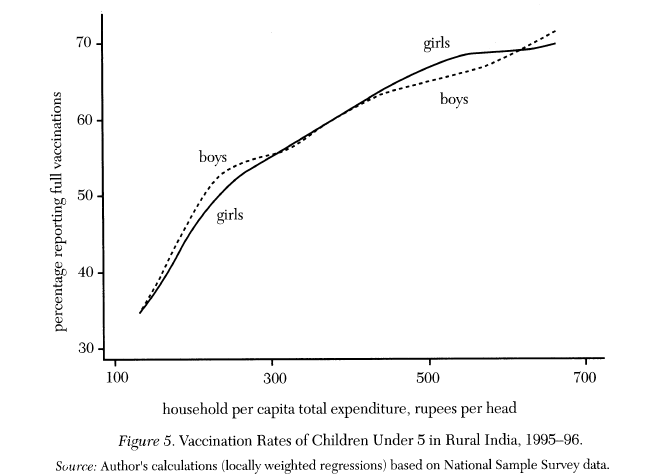 70
60
50
40
30
percentage reporting full vaccinations
girls
boys
boys
girls
100 300 500 700
household per capita total expenditure, rupees per head
Figure 5. Vaccination Rates of Children Under 5 in Rural India, 1995–96.
Source: Author's calculations (locally weighted regressions) based on National Sample Survey data.